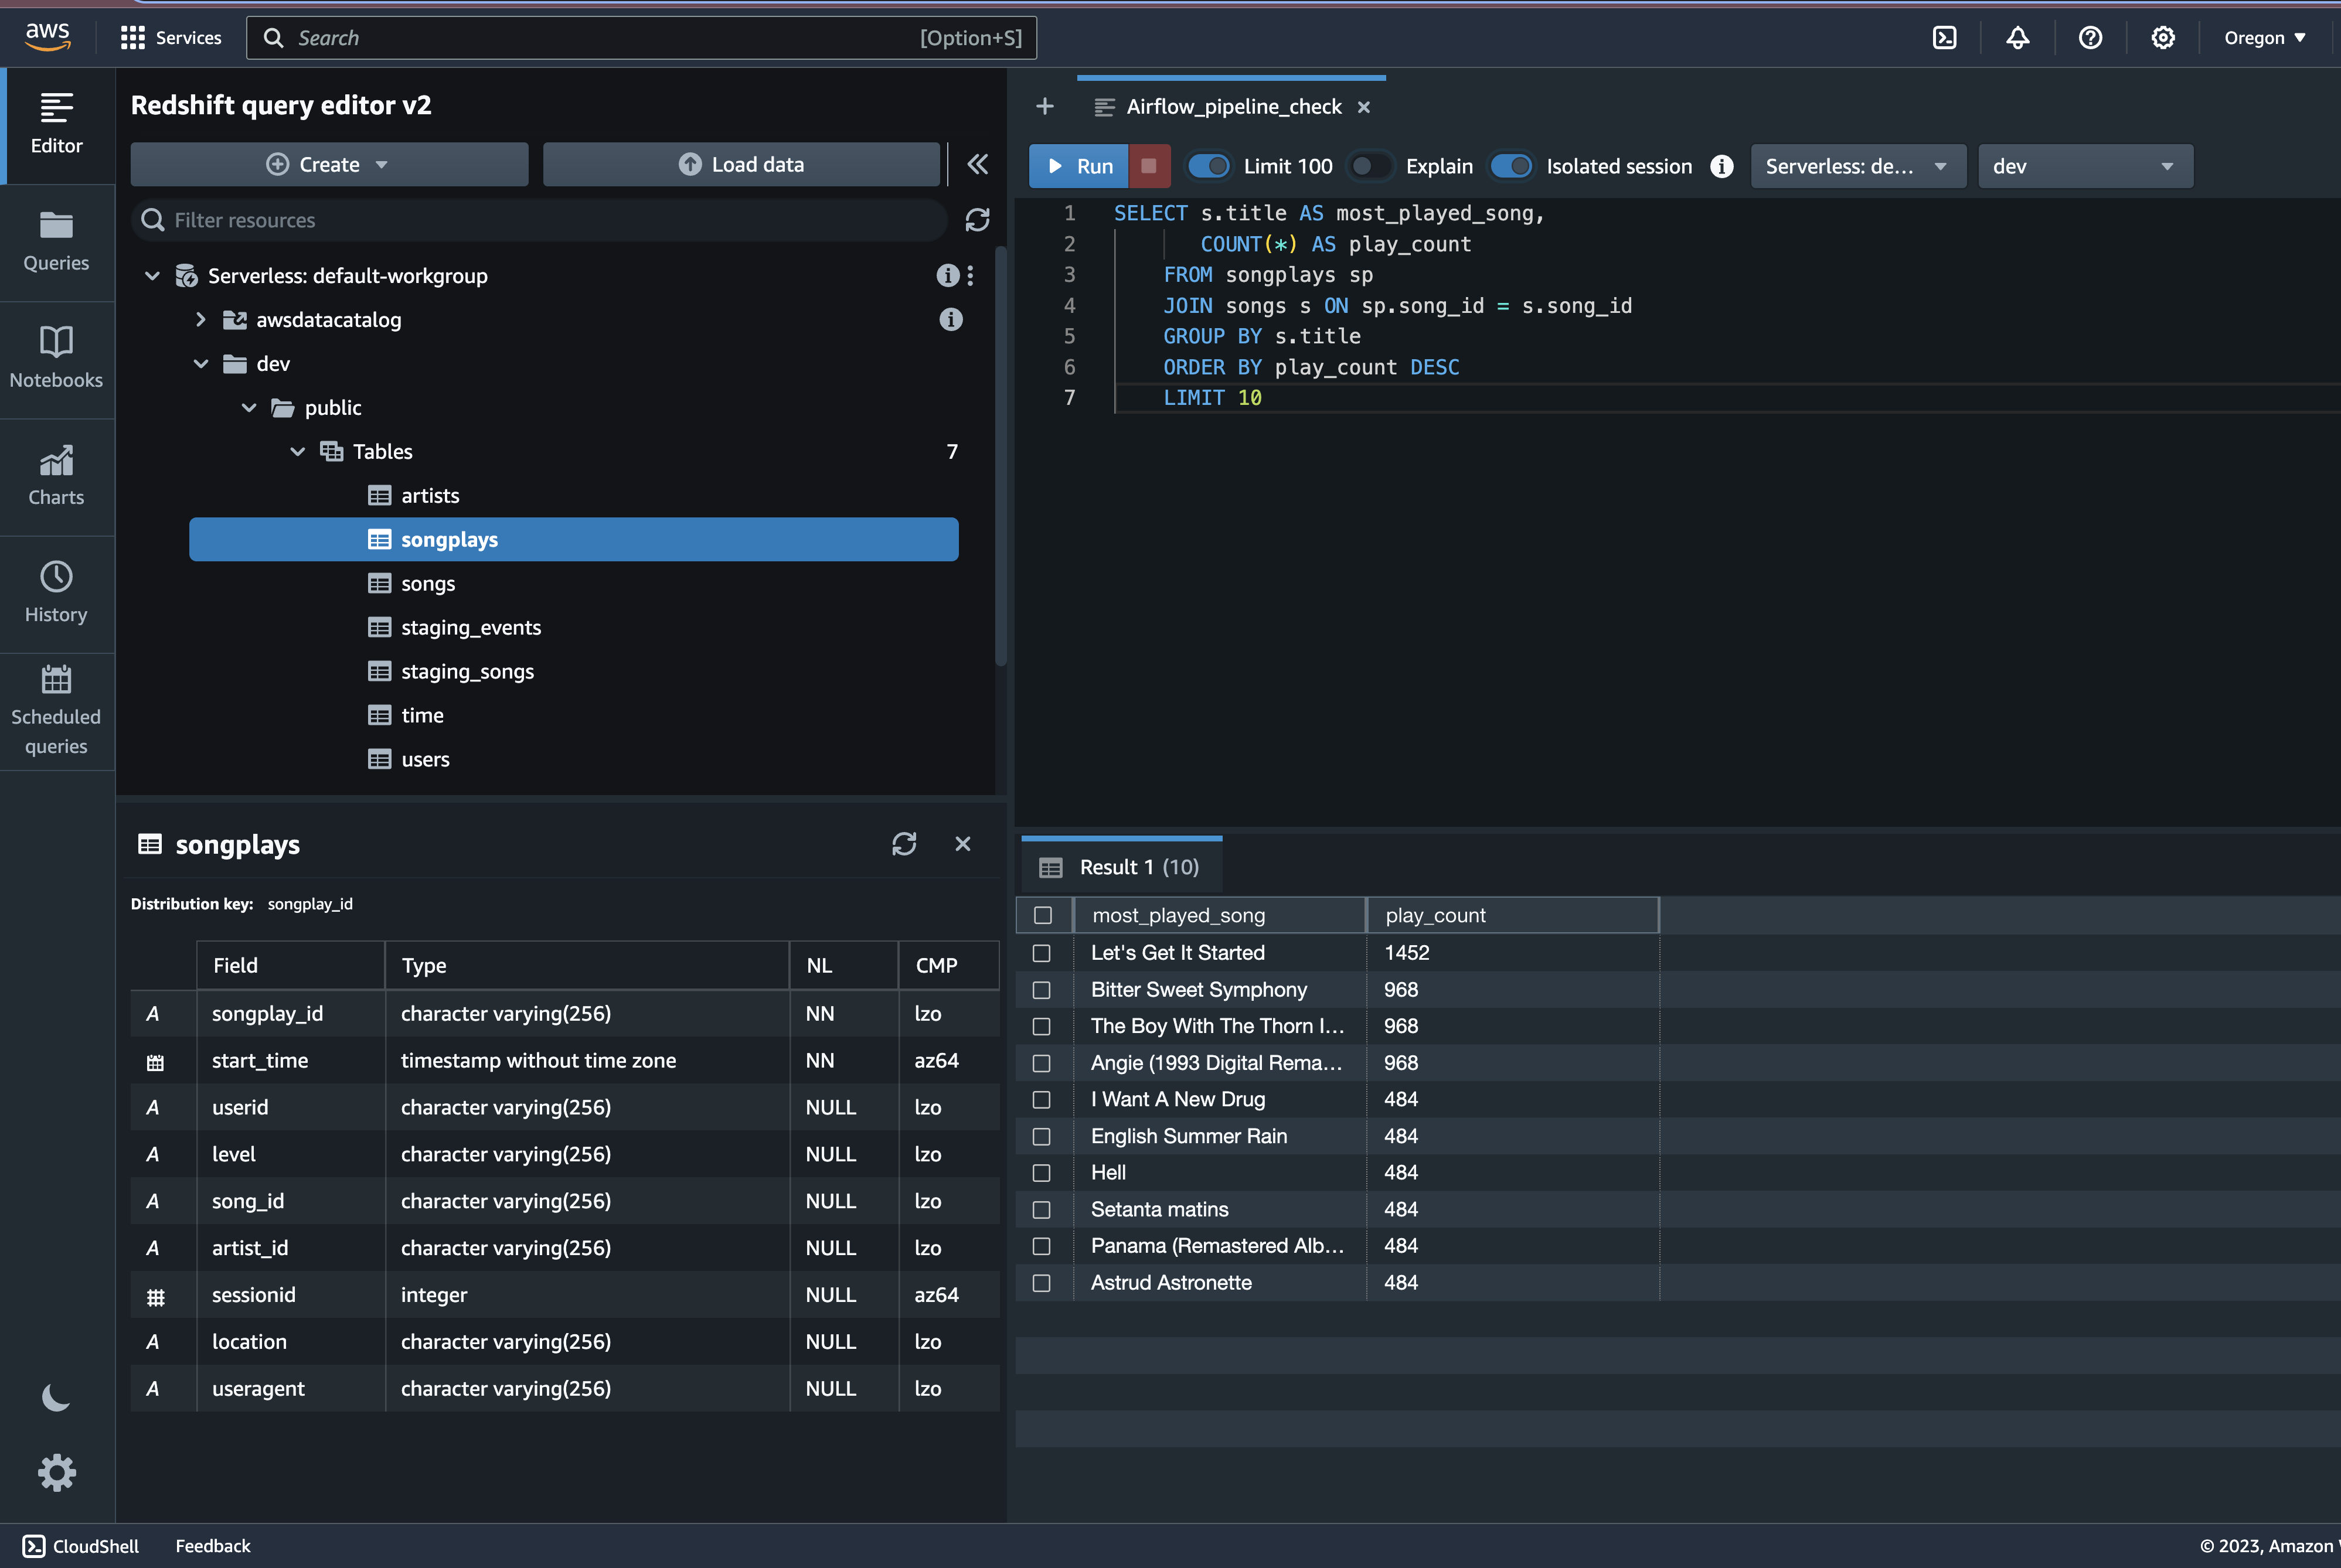 aws
Services
Search
[Option+S]
Oregon
Editor
Queries
Notebooks
Charts
History
Scheduled
queries
Redshift query editor v2
Create
Load data
Filter resources
Serverless: default-workgroup
awsdatacatalog
dev
public
Tables 7
artists
songplays
songs
staging_events
staging_songs
time
users
songplays
Distribution key: songplay_id
Field Type NL CMP
A songplay_id character varying(256) NN lzo
start_time timestamp without time zone NN az64
A userid character varying(256) NULL lzo
A level character varying(256) NULL lzo
A song_id character varying(256) NULL lzo
A artist_id character varying(256) NULL lzo
sessionid integer NULL az64
A location character varying(256) NULL lzo
A useragent character varying(256) NULL lzo
Airflow_pipeline_check
Run Limit 100 Explain Isolated session Serverless: de... dev
1 SELECT s.title AS most_played_song,
2 COUNT(*) AS play_count
3 FROM songplays sp
4 JOIN songs s ON sp.song_id = s.song_id
5 GROUP BY s.title
6 ORDER BY play_count DESC
7 LIMIT 10
Result 1 (10)
most_played_song play_count
Let's Get It Started 1452
Bitter Sweet Symphony 968
The Boy With The Thorn I... 968
Angie (1993 Digital Rema... 968
I Want A New Drug 484
English Summer Rain 484
Hell 484
Setanta matins 484
Panama (Remastered Alb... 484
Astrud Astronette 484
CloudShell
Feedback
© 2023, Amazon